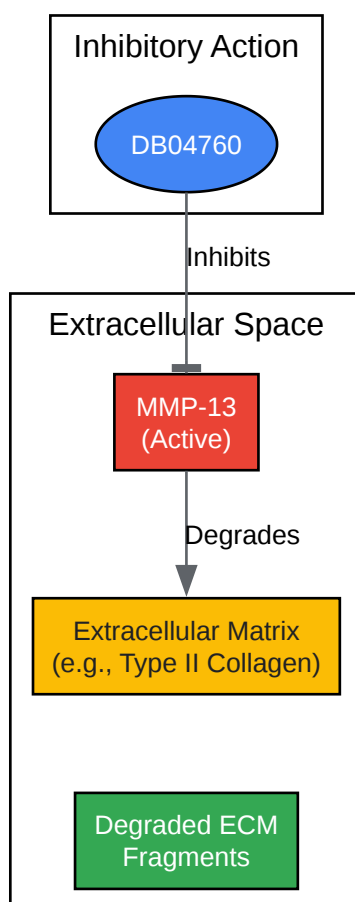 Inhibitory Action
DB04760
Inhibits
Extracellular Space
MMP-13
(Active)
Degrades
Extracellular Matrix
(e.g., Type II Collagen)
Degraded ECM
Fragments